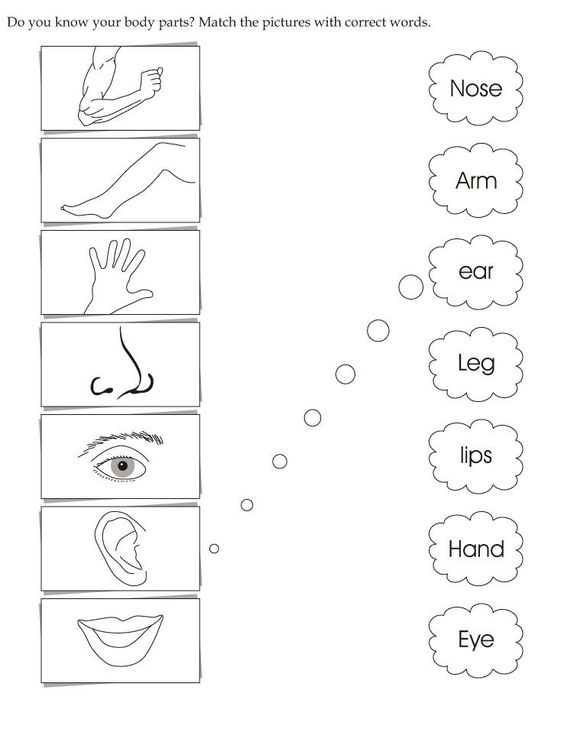 Do you know your body parts? Match the pictures with correct words.
Nose
Arm
ear
Leg
lips
Hand
Eye